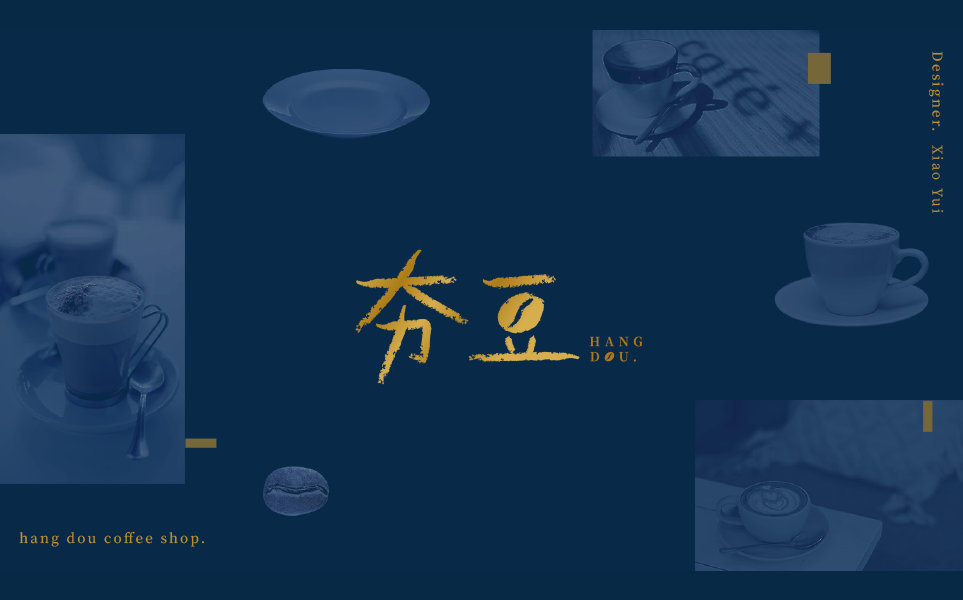 café
Designer. Xiao Yui
夯豆
HANG
DOU.
hang dou coffee shop.